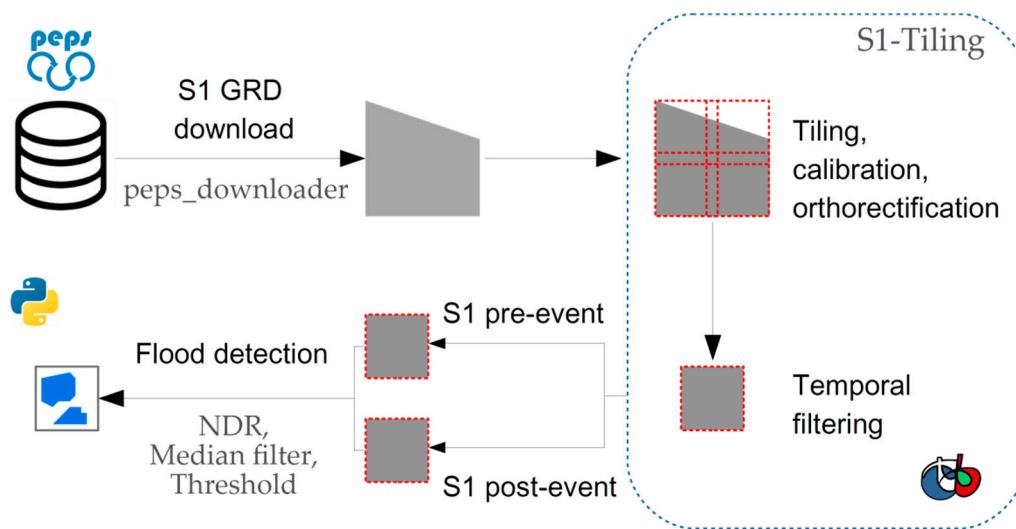 peps
S1 GRD
download
peps_downloader
S1-Tiling
Tiling,
calibration,
orthorectification
Temporal
filtering
S1 pre-event
S1 post-event
Flood detection
NDR,
Median filter,
Threshold